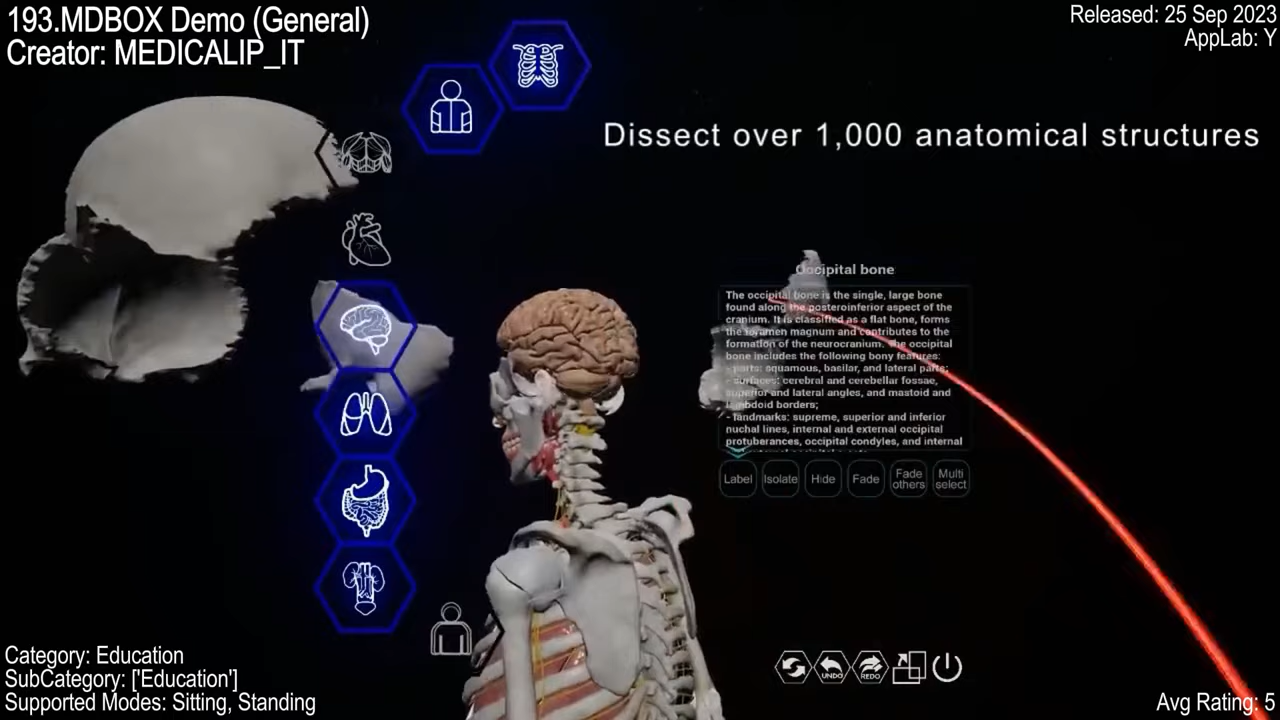 193.MDBOX Demo (General)
Creator: MEDICALIP_IT
Released: 25 Sep 2023
AppLab: Y
Dissect over 1,000 anatomical structures
Occipital bone
The occipital bone is the single, large bone
found along the posteroinferior aspect of the
cranium. It is classified as a flat bone, forms
the foramen magnum and contributes to the
formation of the neurocranium. The occipital
bone includes the following bony features:
- parts: squamous, basilar, and lateral parts;
- surfaces: cerebral and cerebellar fossae,
superior and lateral angles, and mastoid and
lambdoid borders;
- landmarks: supreme, superior and inferior
nuchal lines, internal and external occipital
protuberances, occipital condyles, and internal
Label
Isolate
Hide
Fade
Fade
others
Multi
select
UNDO
REDO
Category: Education
SubCategory: ['Education']
Supported Modes: Sitting, Standing
Avg Rating: 5